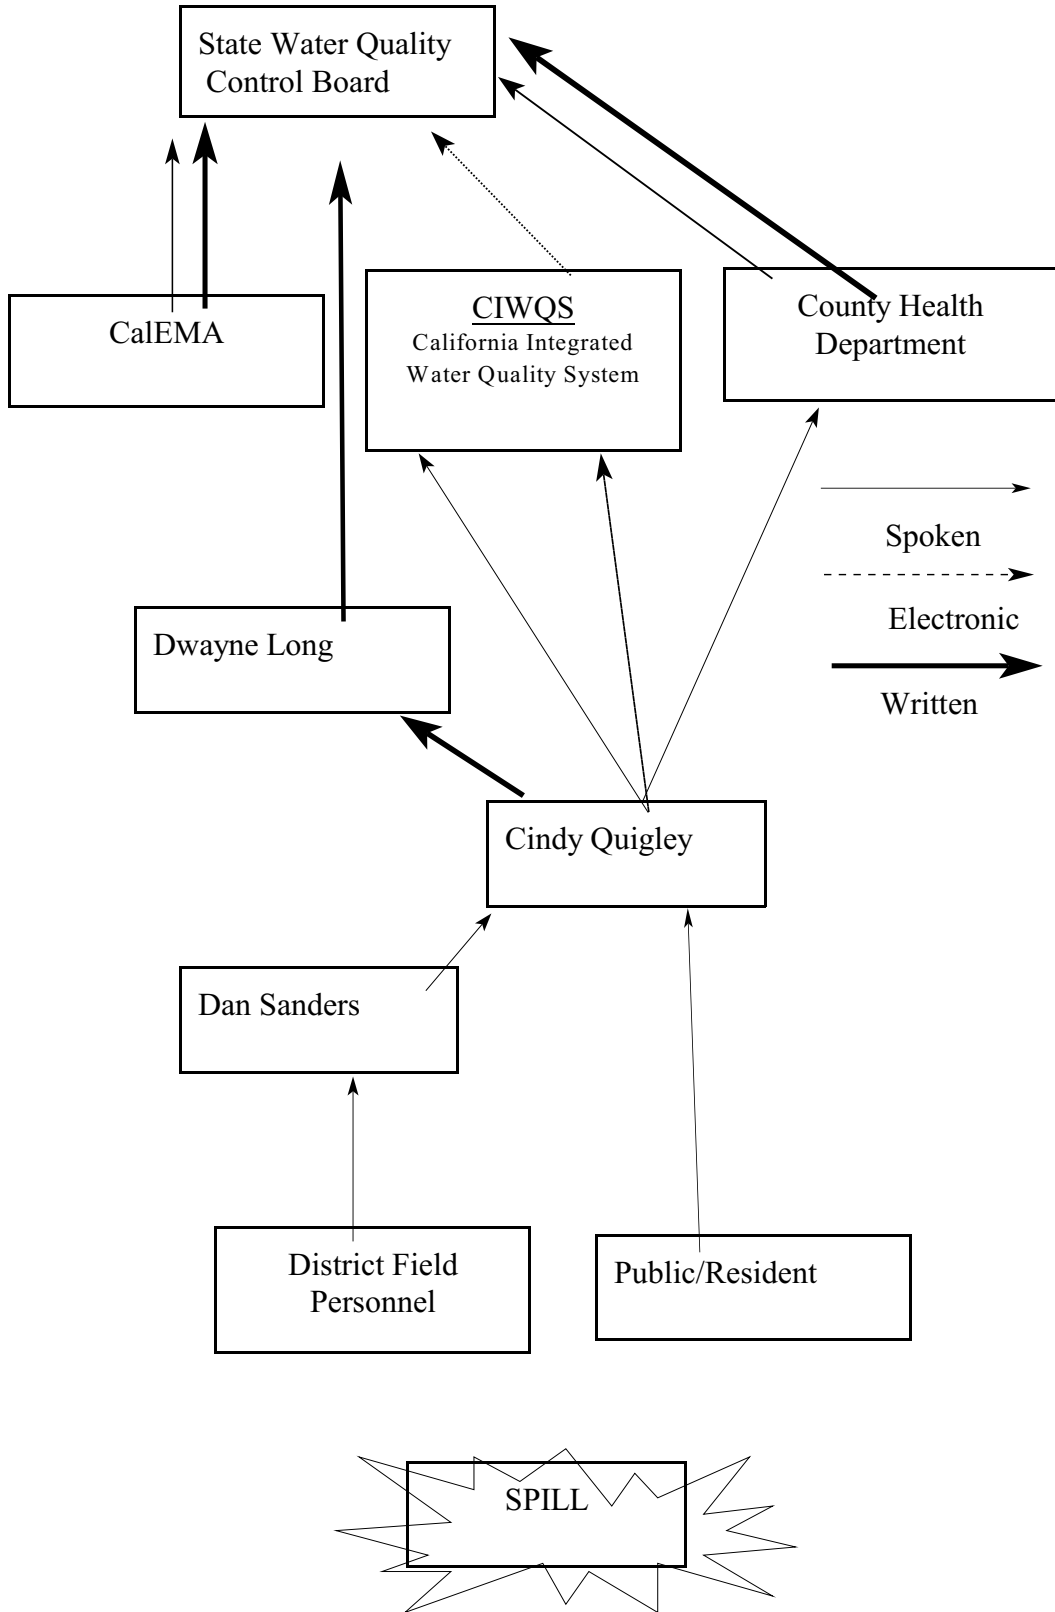 State Water Quality
Control Board
CalEMA
CIWQS
California Integrated
Water Quality System
County Health
Department
Spoken
Electronic
Written
Dwayne Long
Cindy Quigley
Dan Sanders
District Field
Personnel
Public/Resident
SPILL